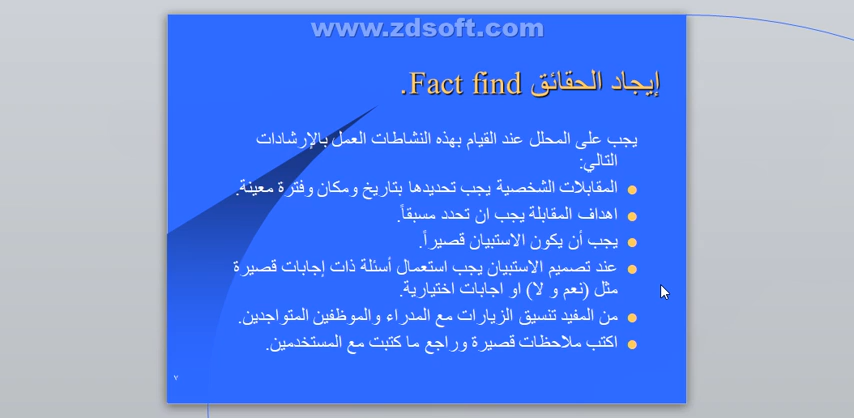 www.zdsoft.com
إيجاد الحقائق Fact find.
يجب على المحلل عند القيام بهذه النشاطات العمل بالإرشادات
التالي:
المقابلات الشخصية يجب تحديدها بتاريخ ومكان وفترة معينة.
اهداف المقابلة يجب ان تحدد مسبقاً.
يجب أن يكون الاستبيان قصيراً.
عند تصميم الاستبيان يجب استعمال أسئلة ذات إجابات قصيرة
مثل (نعم و لا) او اجابات اختيارية.
من المفيد تنسيق الزيارات مع المدراء والموظفين المتواجدين.
اكتب ملاحظات قصيرة وراجع ما كتبت مع المستخدمين.
٧